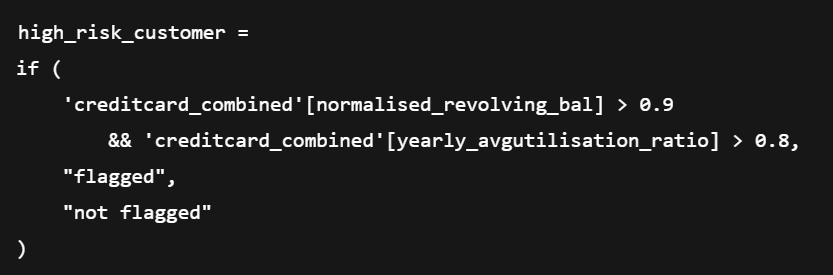 high_risk_customer =
if (
    'creditcard_combined'[normalised_revolving_bal] > 0.9
        && 'creditcard_combined'[yearly_avgutilisation_ratio] > 0.8,
    "flagged",
    "not flagged"
)